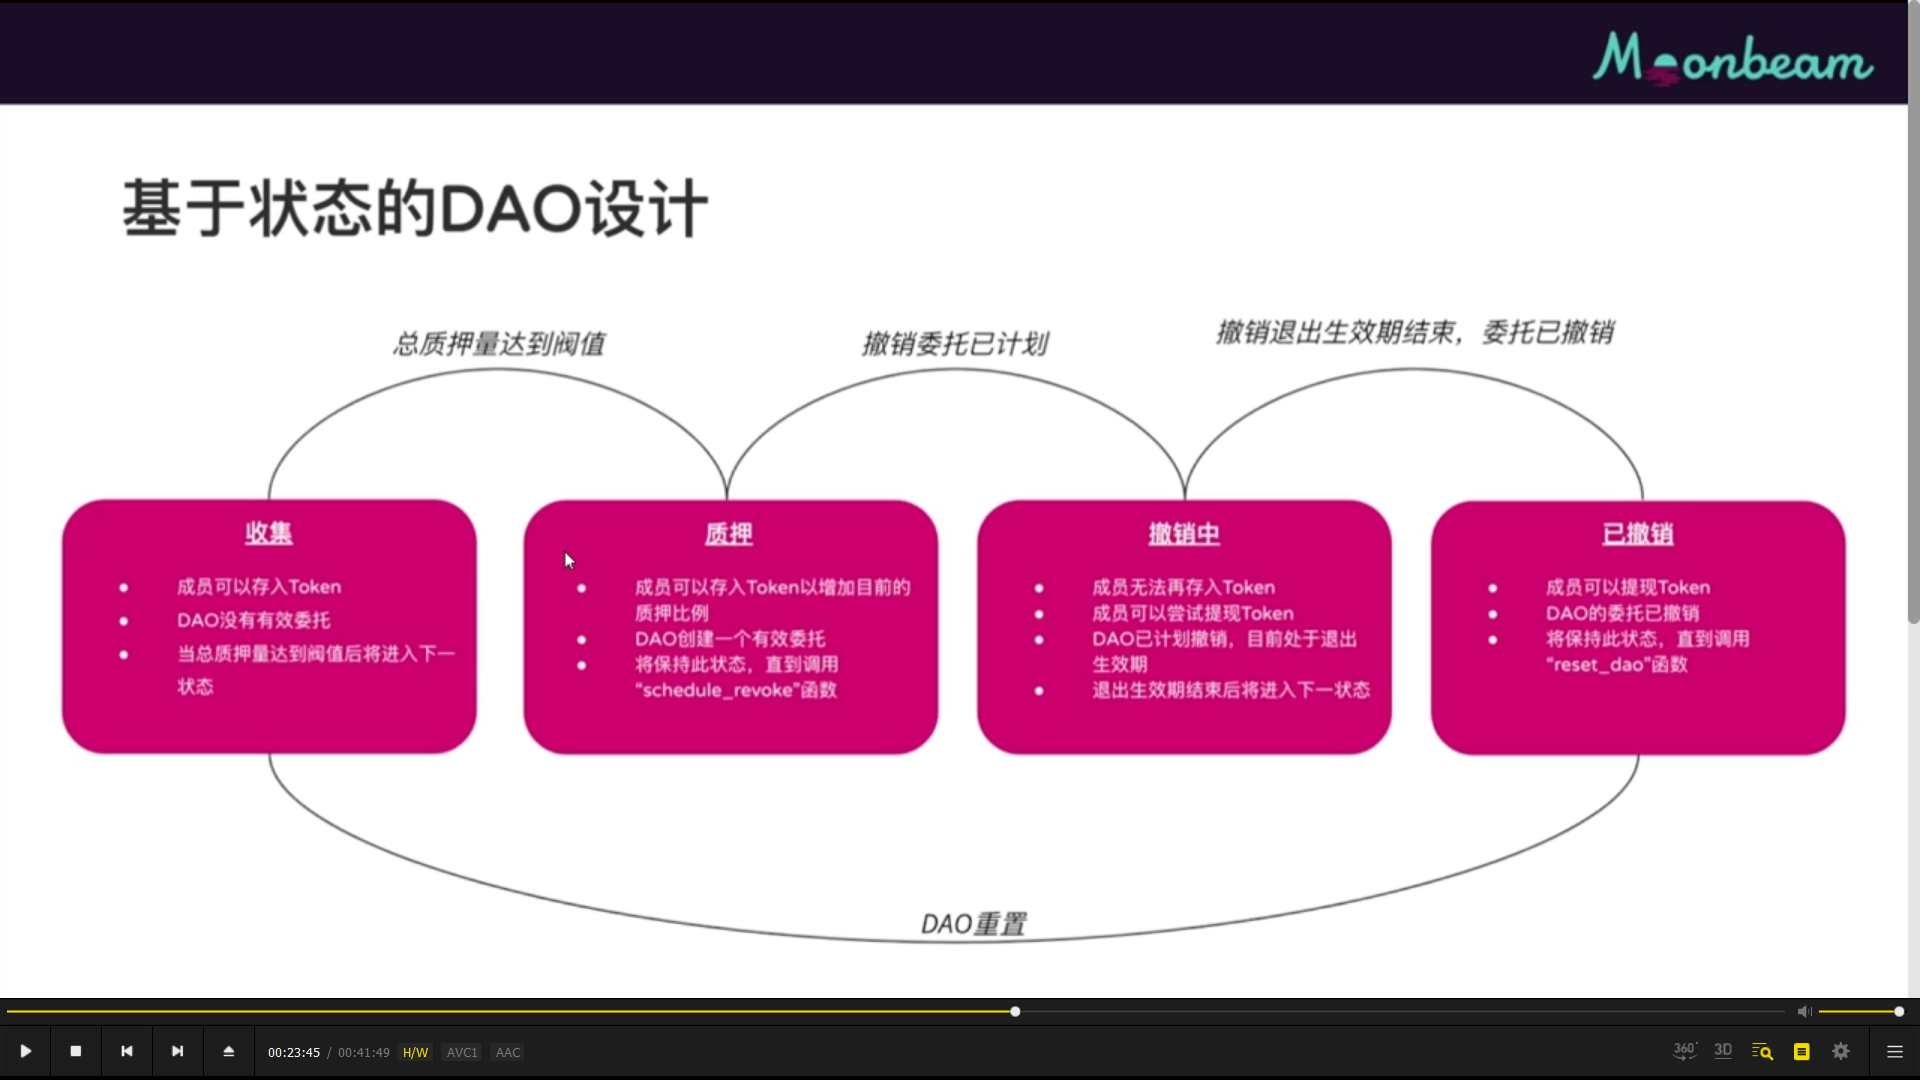 Moonbeam
基于状态的DAO设计
总质押量达到阀值
撤销委托已计划
撤销退出生效期结束，委托已撤销
收集
成员可以存入Token
DAO没有有效委托
当总质押量达到阀值后将进入下一
状态
质押
成员可以存入Token以增加目前的
质押比例
DAO创建一个有效委托
将保持此状态，直到调用
“schedule_revoke”函数
撤销中
成员无法再存入Token
成员可以尝试提现Token
DAO已计划撤销，目前处于退出
生效期
退出生效期结束后将进入下一状态
已撤销
成员可以提现Token
DAO的委托已撤销
将保持此状态，直到调用
“reset_dao”函数
DAO重置
00:23:45 / 00:41:49 H/W AVC1 AAC
360° 3D